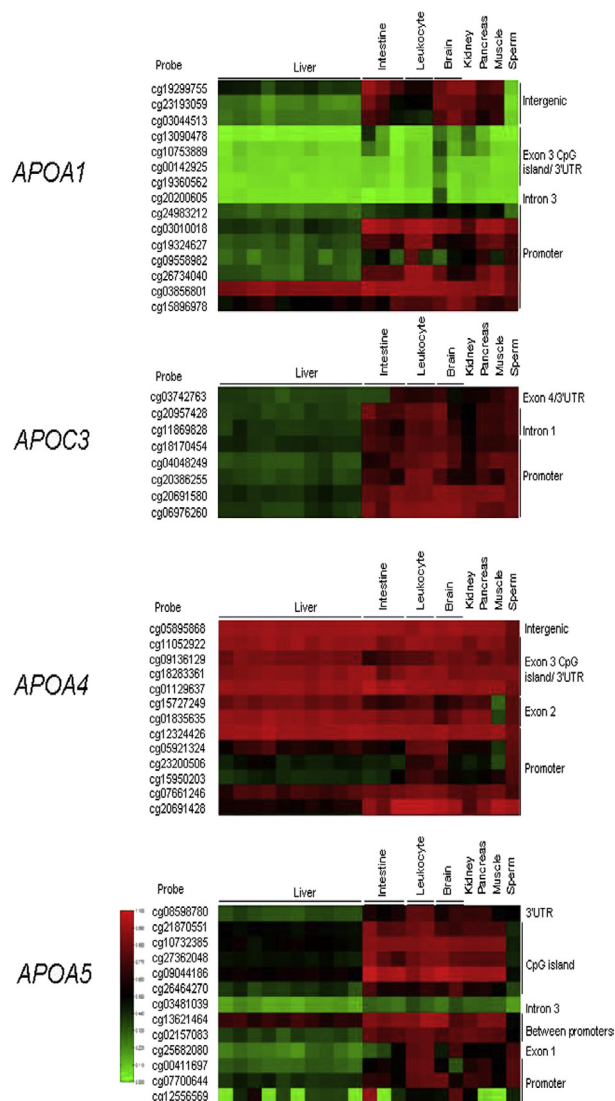 Intestine
Leukocyte
Brain
Kidney
Pancreas
Muscle
Sperm
Probe
Liver
APOA1
cg19299755
cg23193059
cg03044513
cg13090478
cg10753889
cg00142925
cg19360562
cg20200605
cg24983212
cg03010018
cg19324627
cg09558982
cg26734040
cg03856801
cg15896978
Intergenic
Exon 3 CpG
island/ 3'UTR
Intron 3
Promoter
Intestine
Leukocyte
Brain
Kidney
Pancreas
Muscle
Sperm
Probe
Liver
APOC3
cg03742763
cg20957428
cg11869828
cg18170454
cg04048249
cg20386255
cg20691580
cg06976260
Exon 4/3'UTR
Intron 1
Promoter
Intestine
Leukocyte
Brain
Kidney
Pancreas
Muscle
Sperm
Probe
Liver
APOA4
cg05895868
cg11052922
cg09136129
cg18283361
cg01129637
cg15727249
cg01835635
cg12324426
cg05921324
cg23200506
cg15950203
cg07661246
cg20691428
Intergenic
Exon 3 CpG
island/ 3'UTR
Exon 2
Promoter
Intestine
Leukocyte
Brain
Kidney
Pancreas
Muscle
Sperm
Probe
Liver
APOA5
cg08598780
cg21870551
cg10732385
cg27362048
cg09044186
cg26464270
cg03481039
cg13621464
cg02157083
cg25682080
cg00411697
cg07700644
cg12556569
3'UTR
CpG island
Intron 3
Between promoters
Exon 1
Promoter